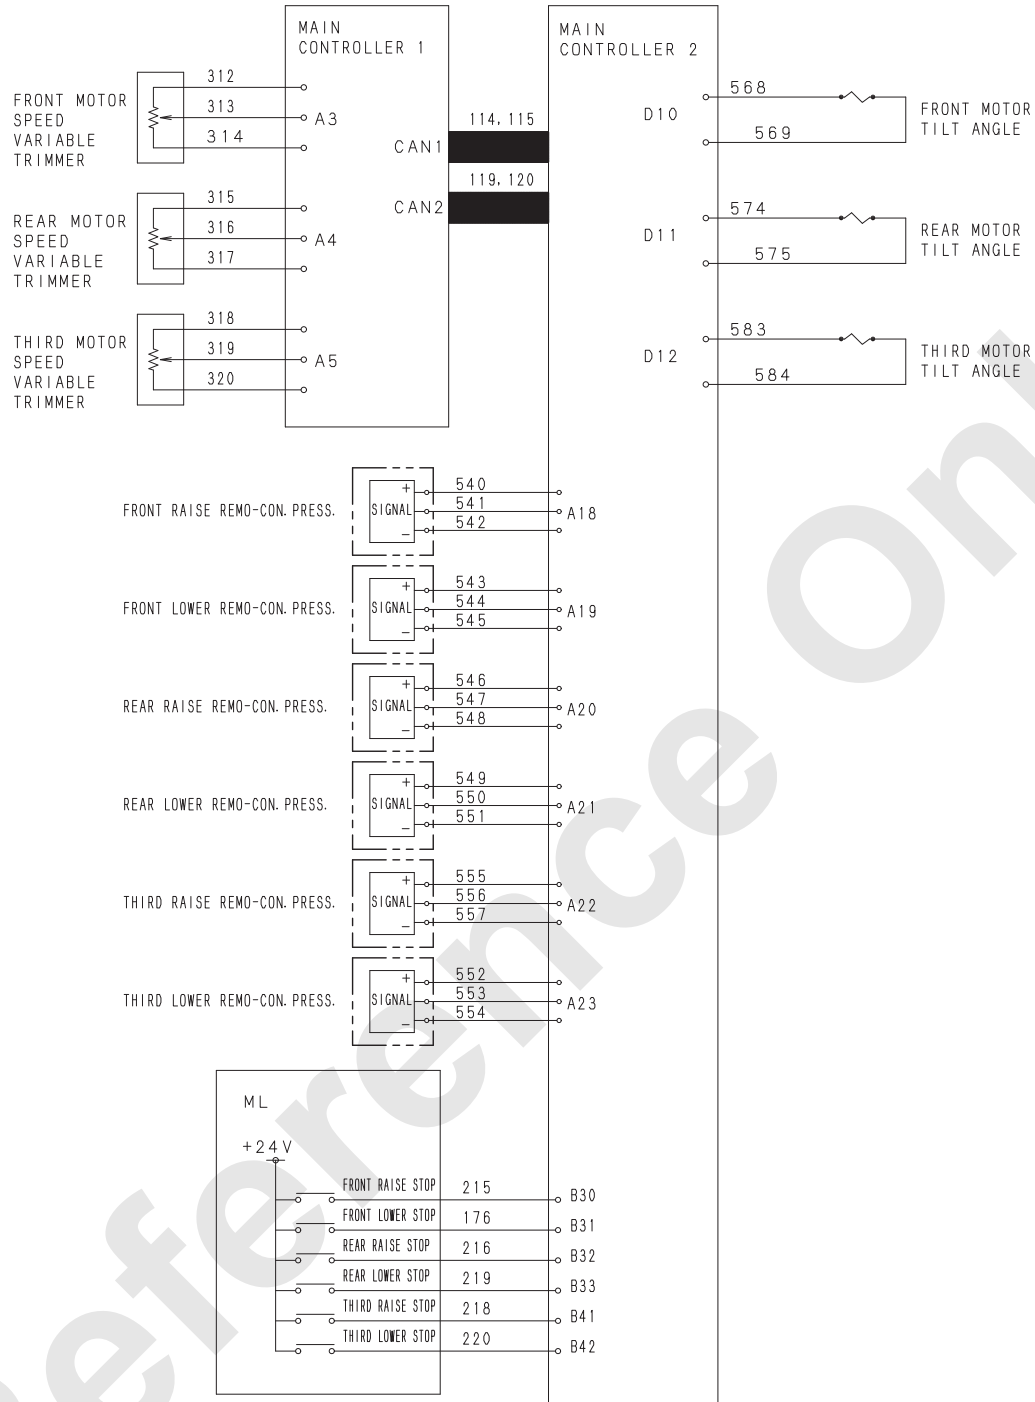 MAIN
CONTROLLER 1
MAIN
CONTROLLER 2
FRONT MOTOR
SPEED
VARIABLE
TRIMMER
312
313
314
A3
CAN1
114, 115
D10
568
569
FRONT MOTOR
TILT ANGLE
REAR MOTOR
SPEED
VARIABLE
TRIMMER
315
316
317
A4
CAN2
119, 120
D11
574
575
REAR MOTOR
TILT ANGLE
THIRD MOTOR
SPEED
VARIABLE
TRIMMER
318
319
320
A5
D12
583
584
THIRD MOTOR
TILT ANGLE
FRONT RAISE REMO-CON. PRESS.
+
SIGNAL
−
540
541
542
A18
FRONT LOWER REMO-CON. PRESS.
+
SIGNAL
−
543
544
545
A19
REAR RAISE REMO-CON. PRESS.
+
SIGNAL
−
546
547
548
A20
REAR LOWER REMO-CON. PRESS.
+
SIGNAL
−
549
550
551
A21
THIRD RAISE REMO-CON. PRESS.
+
SIGNAL
−
555
556
557
A22
THIRD LOWER REMO-CON. PRESS.
+
SIGNAL
−
552
553
554
A23
ML
+24V
FRONT RAISE STOP 215 B30
FRONT LOWER STOP 176 B31
REAR RAISE STOP 216 B32
REAR LOWER STOP 219 B33
THIRD RAISE STOP 218 B41
THIRD LOWER STOP 220 B42